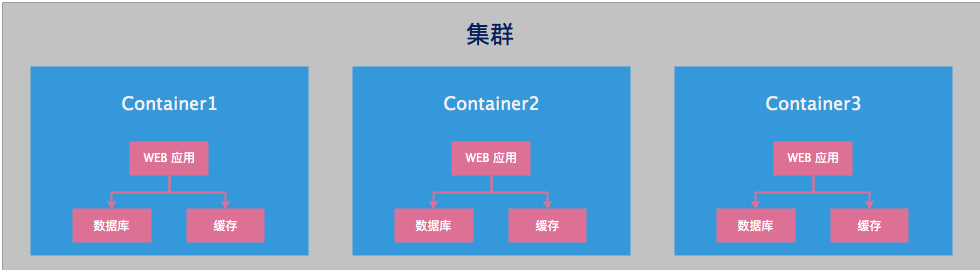 集群
Container1
Container2
Container3
WEB 应用
WEB 应用
WEB 应用
数据库
缓存
数据库
缓存
数据库
缓存